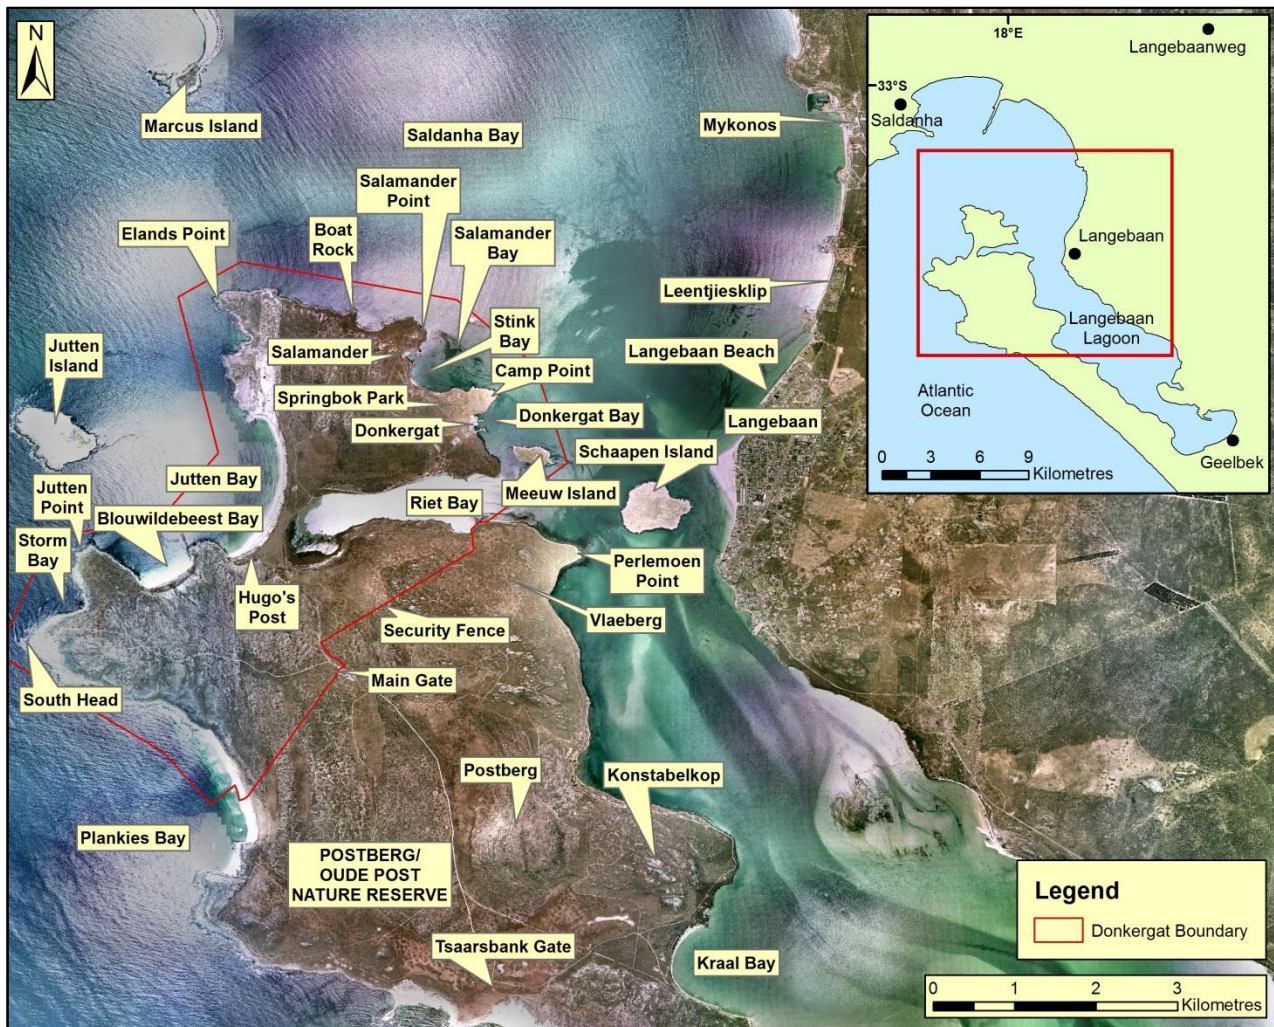 N
Marcus Island
Saldanha Bay
Mykonos
Salamander
Point
Elands Point
Boat
Rock
Salamander
Bay
Leentjiesklip
Jutten
Island
Salamander
Stink
Bay
Langebaan Beach
Camp Point
Springbok Park
Donkergat
Donkergat Bay
Langebaan
Schaapen Island
Jutten Bay
Meeuw Island
Jutten
Point
Riet Bay
Blouwildebeest Bay
Storm
Bay
Perlemoen
Point
Hugo's
Post
Vlaeberg
Security Fence
Main Gate
South Head
Postberg
Konstabelkop
Plankies Bay
POSTBERG/
OUDE POST
NATURE RESERVE
Tsaarsbank Gate
Kraal Bay
18°E
Langebaanweg
33°S
Saldanha
Langebaan
Langebaan
Lagoon
Atlantic
Ocean
Geelbek
0 3 6 9
Kilometres
Legend
Donkergat Boundary
0 1 2 3
Kilometres